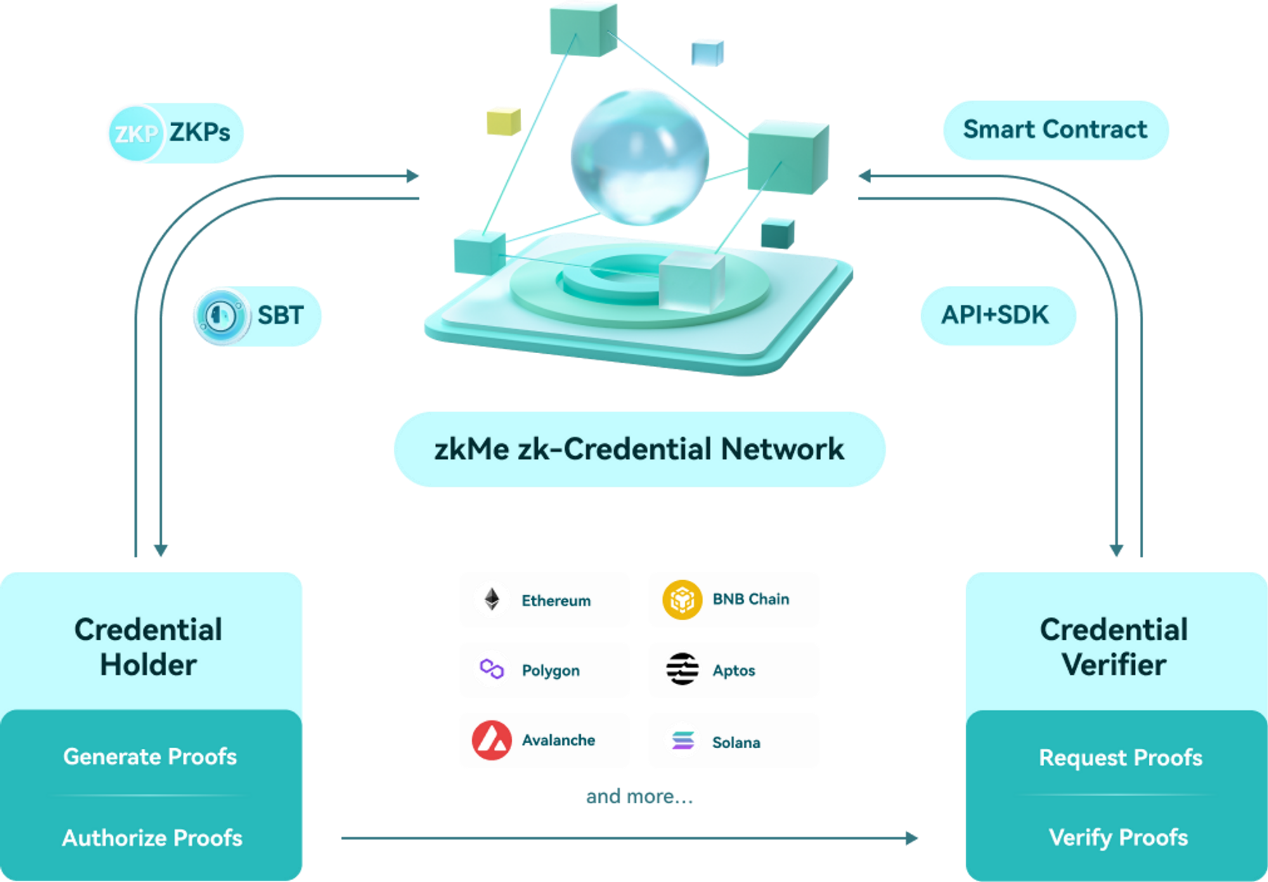 ZKP ZKPs
Smart Contract
SBT
API+SDK
zkMe zk-Credential Network
Credential
Holder
Generate Proofs
Authorize Proofs
Ethereum
BNB Chain
Polygon
Aptos
Avalanche
Solana
and more...
Credential
Verifier
Request Proofs
Verify Proofs